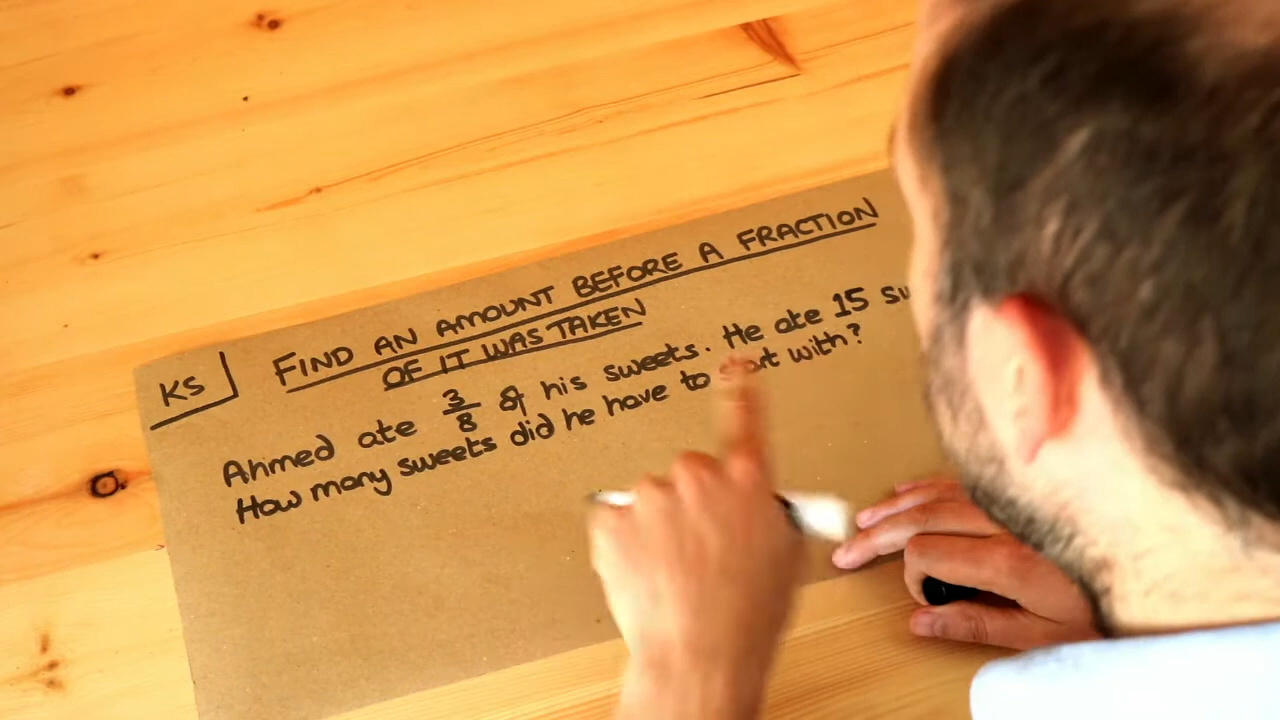 KS
FIND AN AMOUNT BEFORE A FRACTION
OF IT WAS TAKEN
Ahmed ate 3/8 of his sweets. He ate 15
How many sweets did he have to start with?